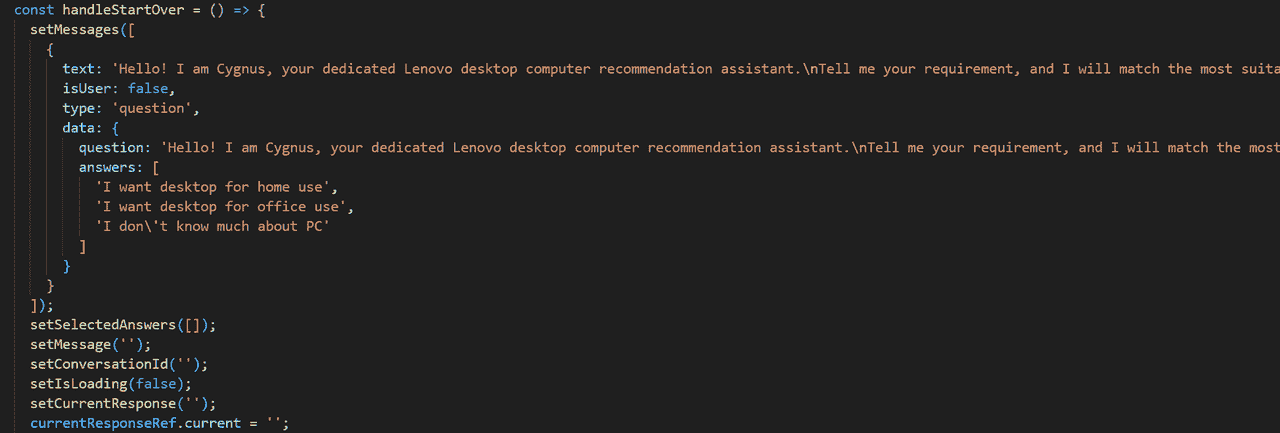 const handleStartOver = () => {
setMessages([
{
text: 'Hello! I am Cygnus, your dedicated Lenovo desktop computer recommendation assistant.\nTell me your requirement, and I will match the most suita
isUser: false,
type: 'question',
data: {
question: 'Hello! I am Cygnus, your dedicated Lenovo desktop computer recommendation assistant.\nTell me your requirement, and I will match the most
answers: [
'I want desktop for home use',
'I want desktop for office use',
'I don\'t know much about PC'
]
}
}
]);
setSelectedAnswers([]);
setMessage('');
setConversationId('');
setIsLoading(false);
setCurrentResponse('');
currentResponseRef.current = '';